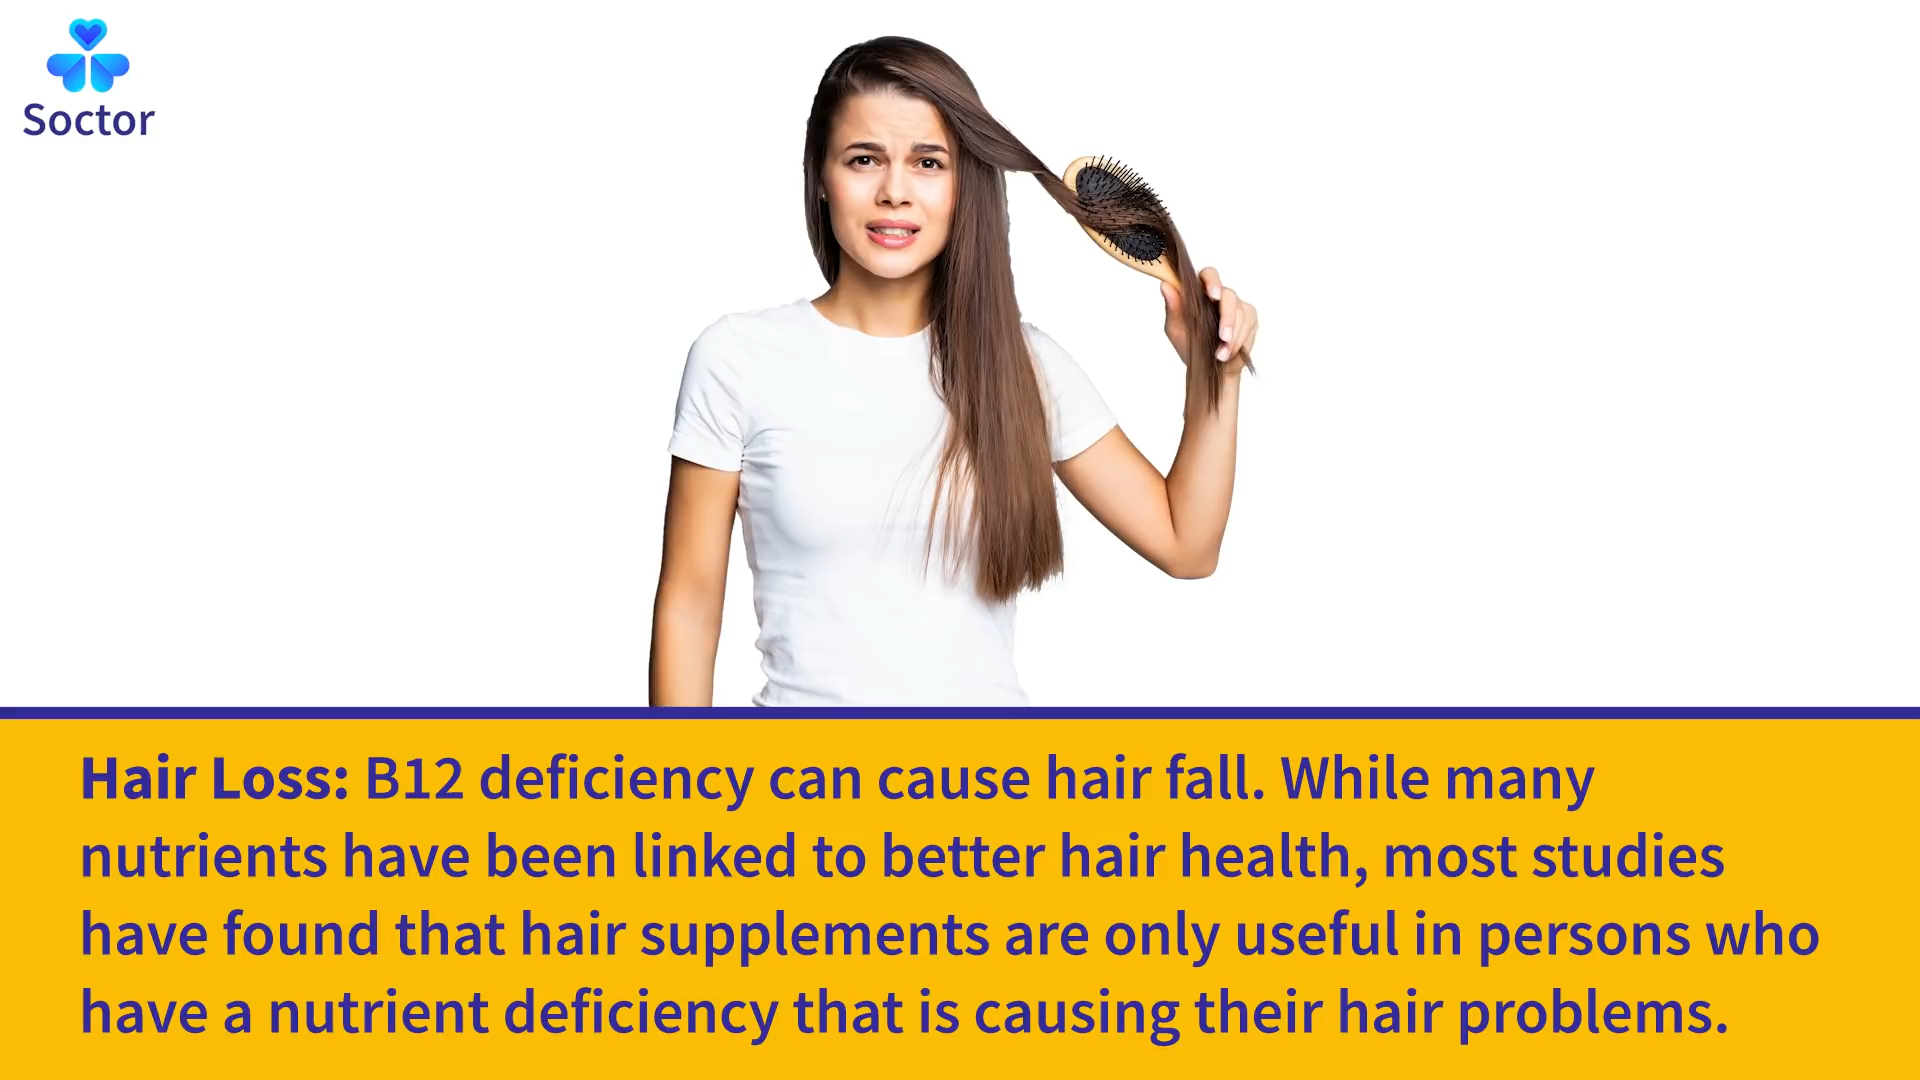 Soctor
Hair Loss: B12 deficiency can cause hair fall. While many
nutrients have been linked to better hair health, most studies
have found that hair supplements are only useful in persons who
have a nutrient deficiency that is causing their hair problems.